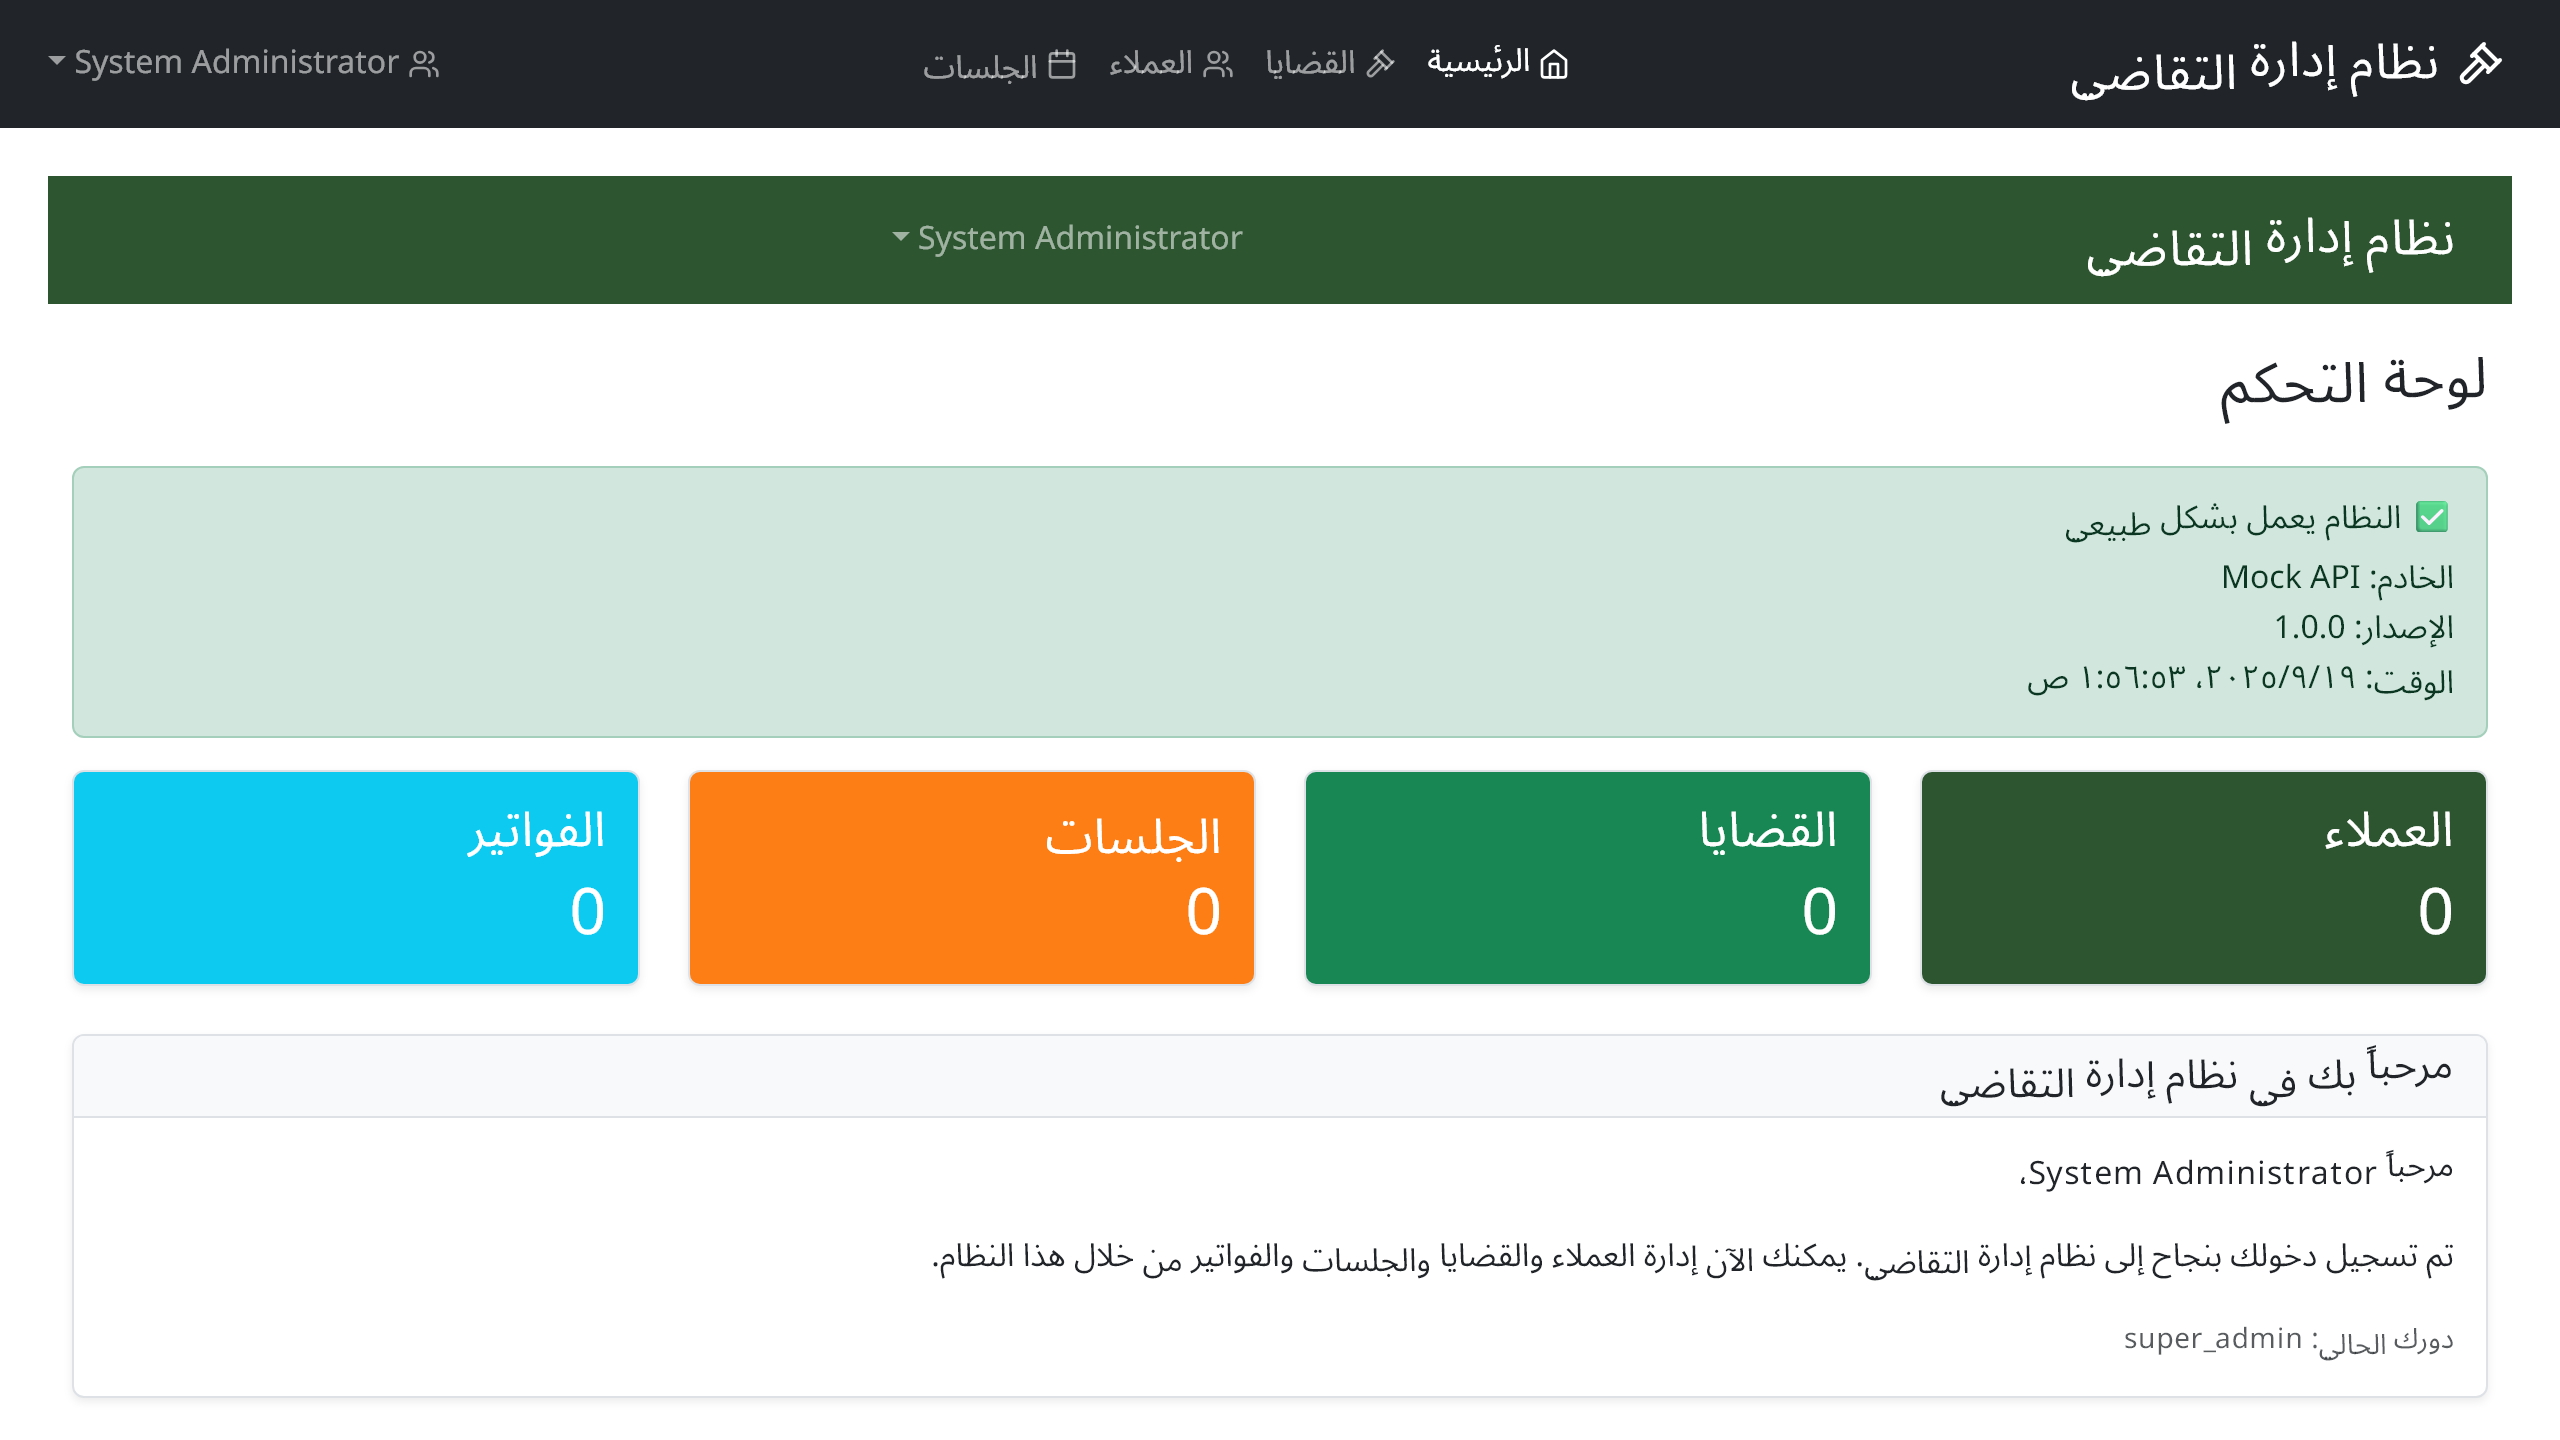 نظام إدارة التقاضي
الرئيسية
القضايا
العملاء
الجلسات
System Administrator
نظام إدارة التقاضي
System Administrator
لوحة التحكم
✅ النظام يعمل بشكل طبيعي
الخادم: Mock API
الإصدار: 1.0.0
الوقت: ١٩‏/٩‏/٢٠٢٥، ١:٥٦:٥٣ ص
العملاء
0
القضايا
0
الجلسات
0
الفواتير
0
مرحباً بك في نظام إدارة التقاضي
مرحباً System Administrator،
تم تسجيل دخولك بنجاح إلى نظام إدارة التقاضي. يمكنك الآن إدارة العملاء والقضايا والجلسات والفواتير من خلال هذا النظام.
دورك الحالي: super_admin